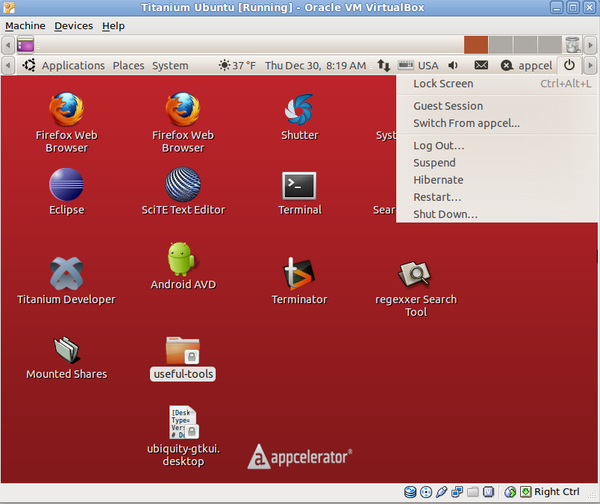 Titanium Ubuntu [Running] - Oracle VM VirtualBox
Machine Devices Help
Applications Places System 37 °F Thu Dec 30, 8:19 AM USA appcel
Lock Screen Ctrl+Alt+L
Guest Session
Switch From appcel...
Log Out...
Suspend
Hibernate
Restart...
Shut Down...
Firefox Web
Browser
Firefox Web
Browser
Shutter
Syst
Eclipse
SciTE Text Editor
Terminal
Sear
Titanium Developer
Android AVD
Terminator
regexxer Search
Tool
Mounted Shares
useful-tools
[Desk
Type=
Vers
# De
ubiquity-gtkui.
desktop
appcelerator®
Right Ctrl